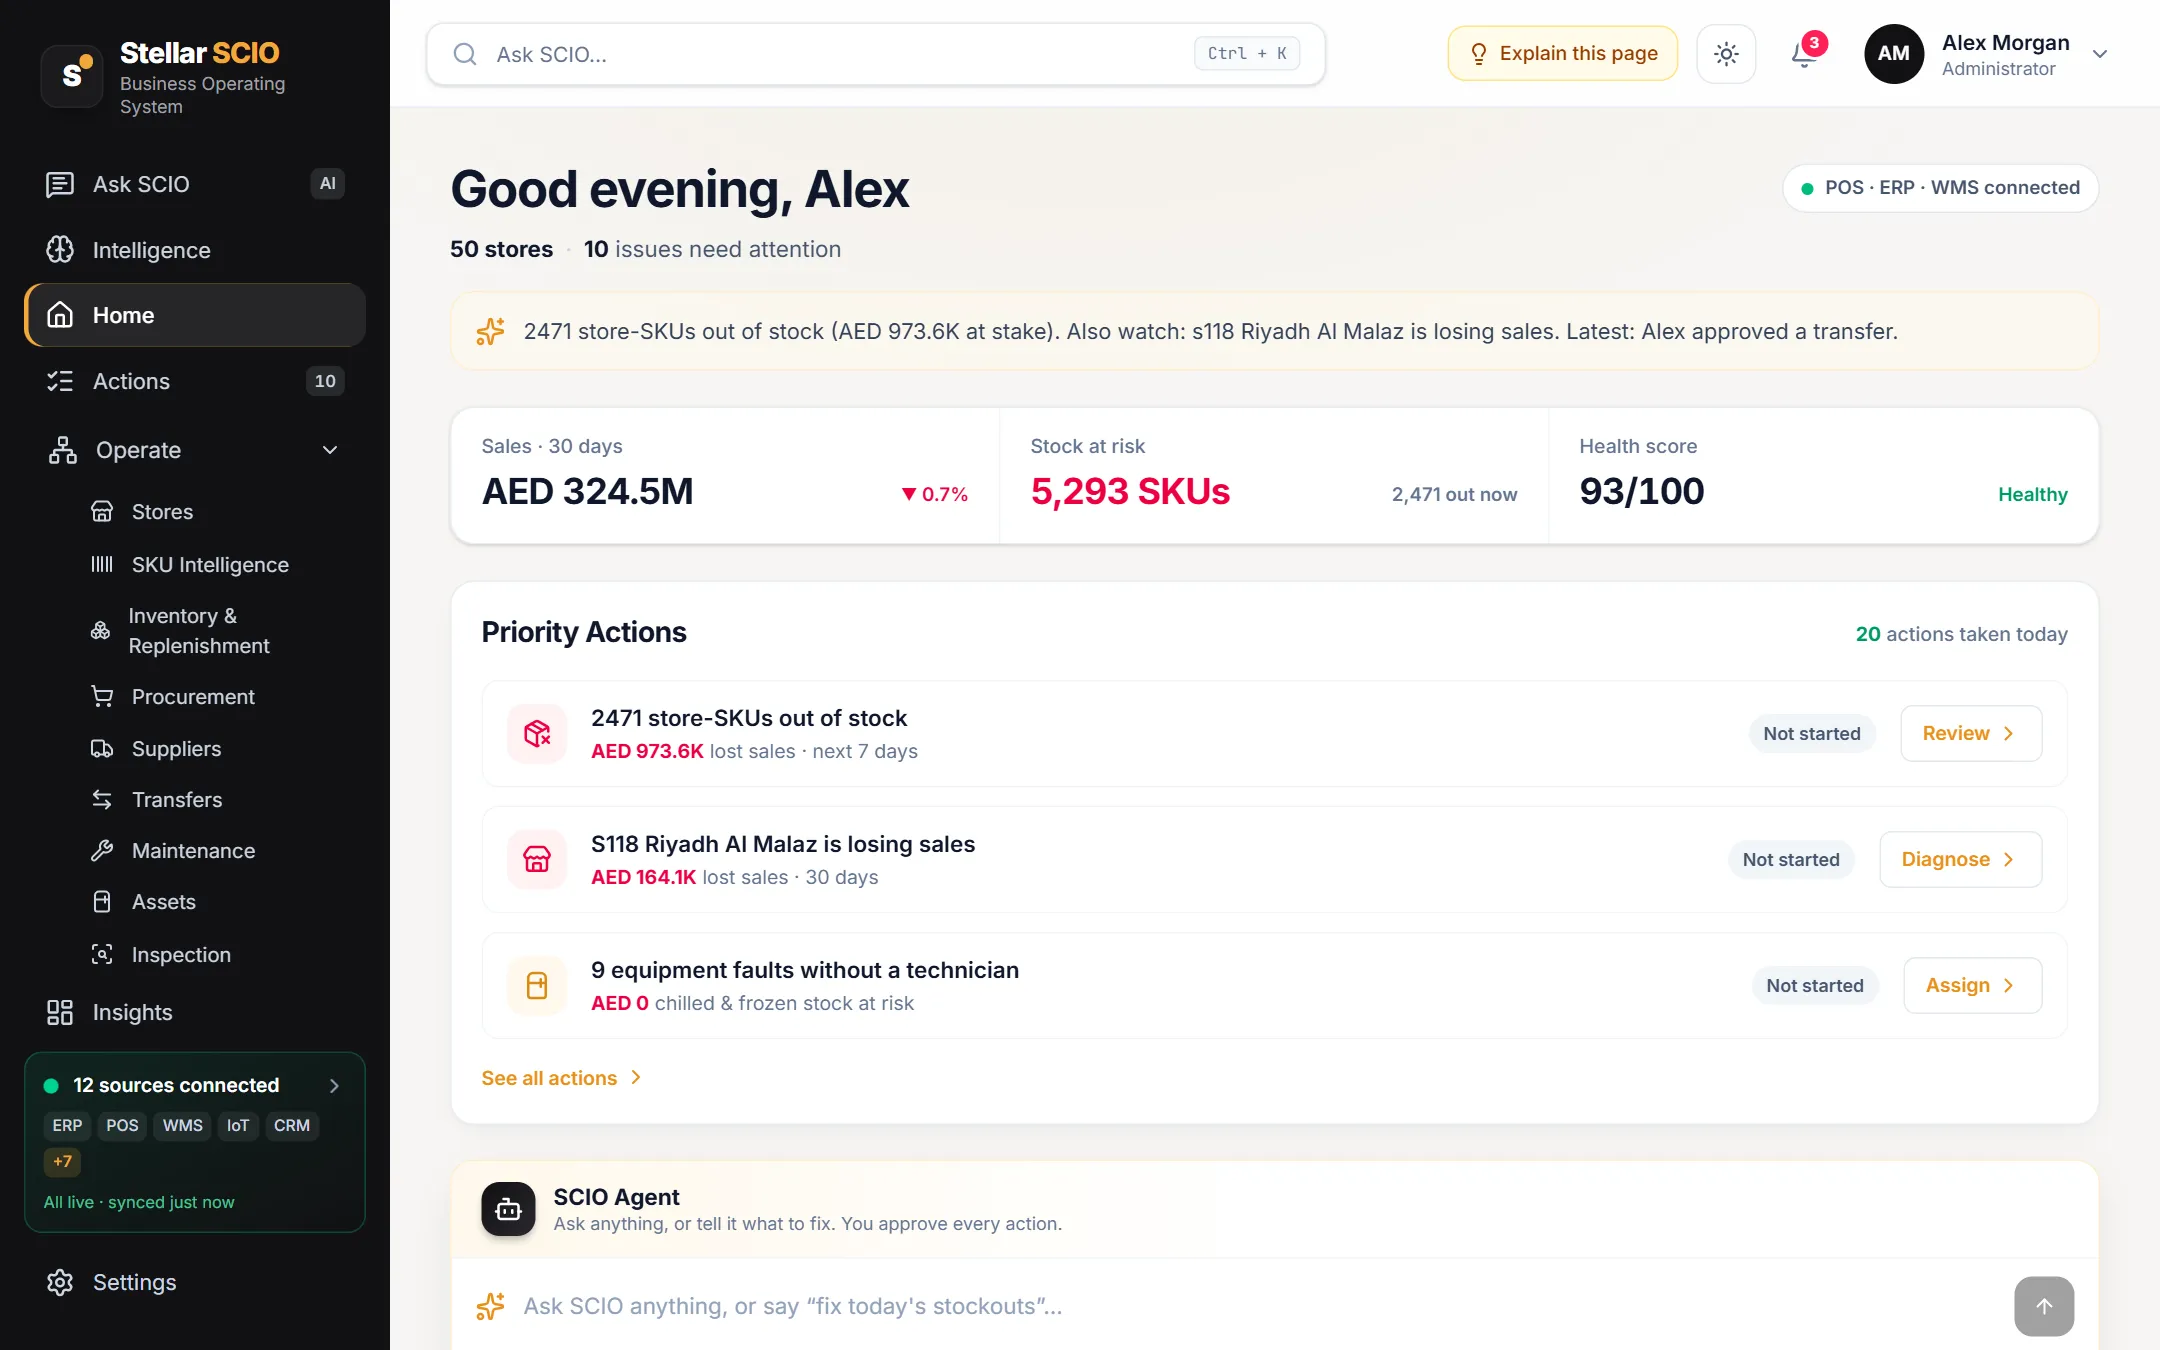 S
Stellar SCIO
Business Operating
System
Ask SCIO
AI
Intelligence
Home
Actions
10
Operate
Stores
SKU Intelligence
Inventory &
Replenishment
Procurement
Suppliers
Transfers
Maintenance
Assets
Inspection
Insights
12 sources connected
ERP POS WMS IoT CRM
+7
All live · synced just now
Settings
Ask SCIO...
Ctrl + K
Explain this page
3
AM
Alex Morgan
Administrator
Good evening, Alex
POS · ERP · WMS connected
50 stores · 10 issues need attention
2471 store-SKUs out of stock (AED 973.6K at stake). Also watch: s118 Riyadh Al Malaz is losing sales. Latest: Alex approved a transfer.
Sales · 30 days
AED 324.5M
▼ 0.7%
Stock at risk
5,293 SKUs
2,471 out now
Health score
93/100
Healthy
Priority Actions
20 actions taken today
2471 store-SKUs out of stock
AED 973.6K lost sales · next 7 days
Not started
Review
S118 Riyadh Al Malaz is losing sales
AED 164.1K lost sales · 30 days
Not started
Diagnose
9 equipment faults without a technician
AED 0 chilled & frozen stock at risk
Not started
Assign
See all actions
SCIO Agent
Ask anything, or tell it what to fix. You approve every action.
Ask SCIO anything, or say “fix today's stockouts”...